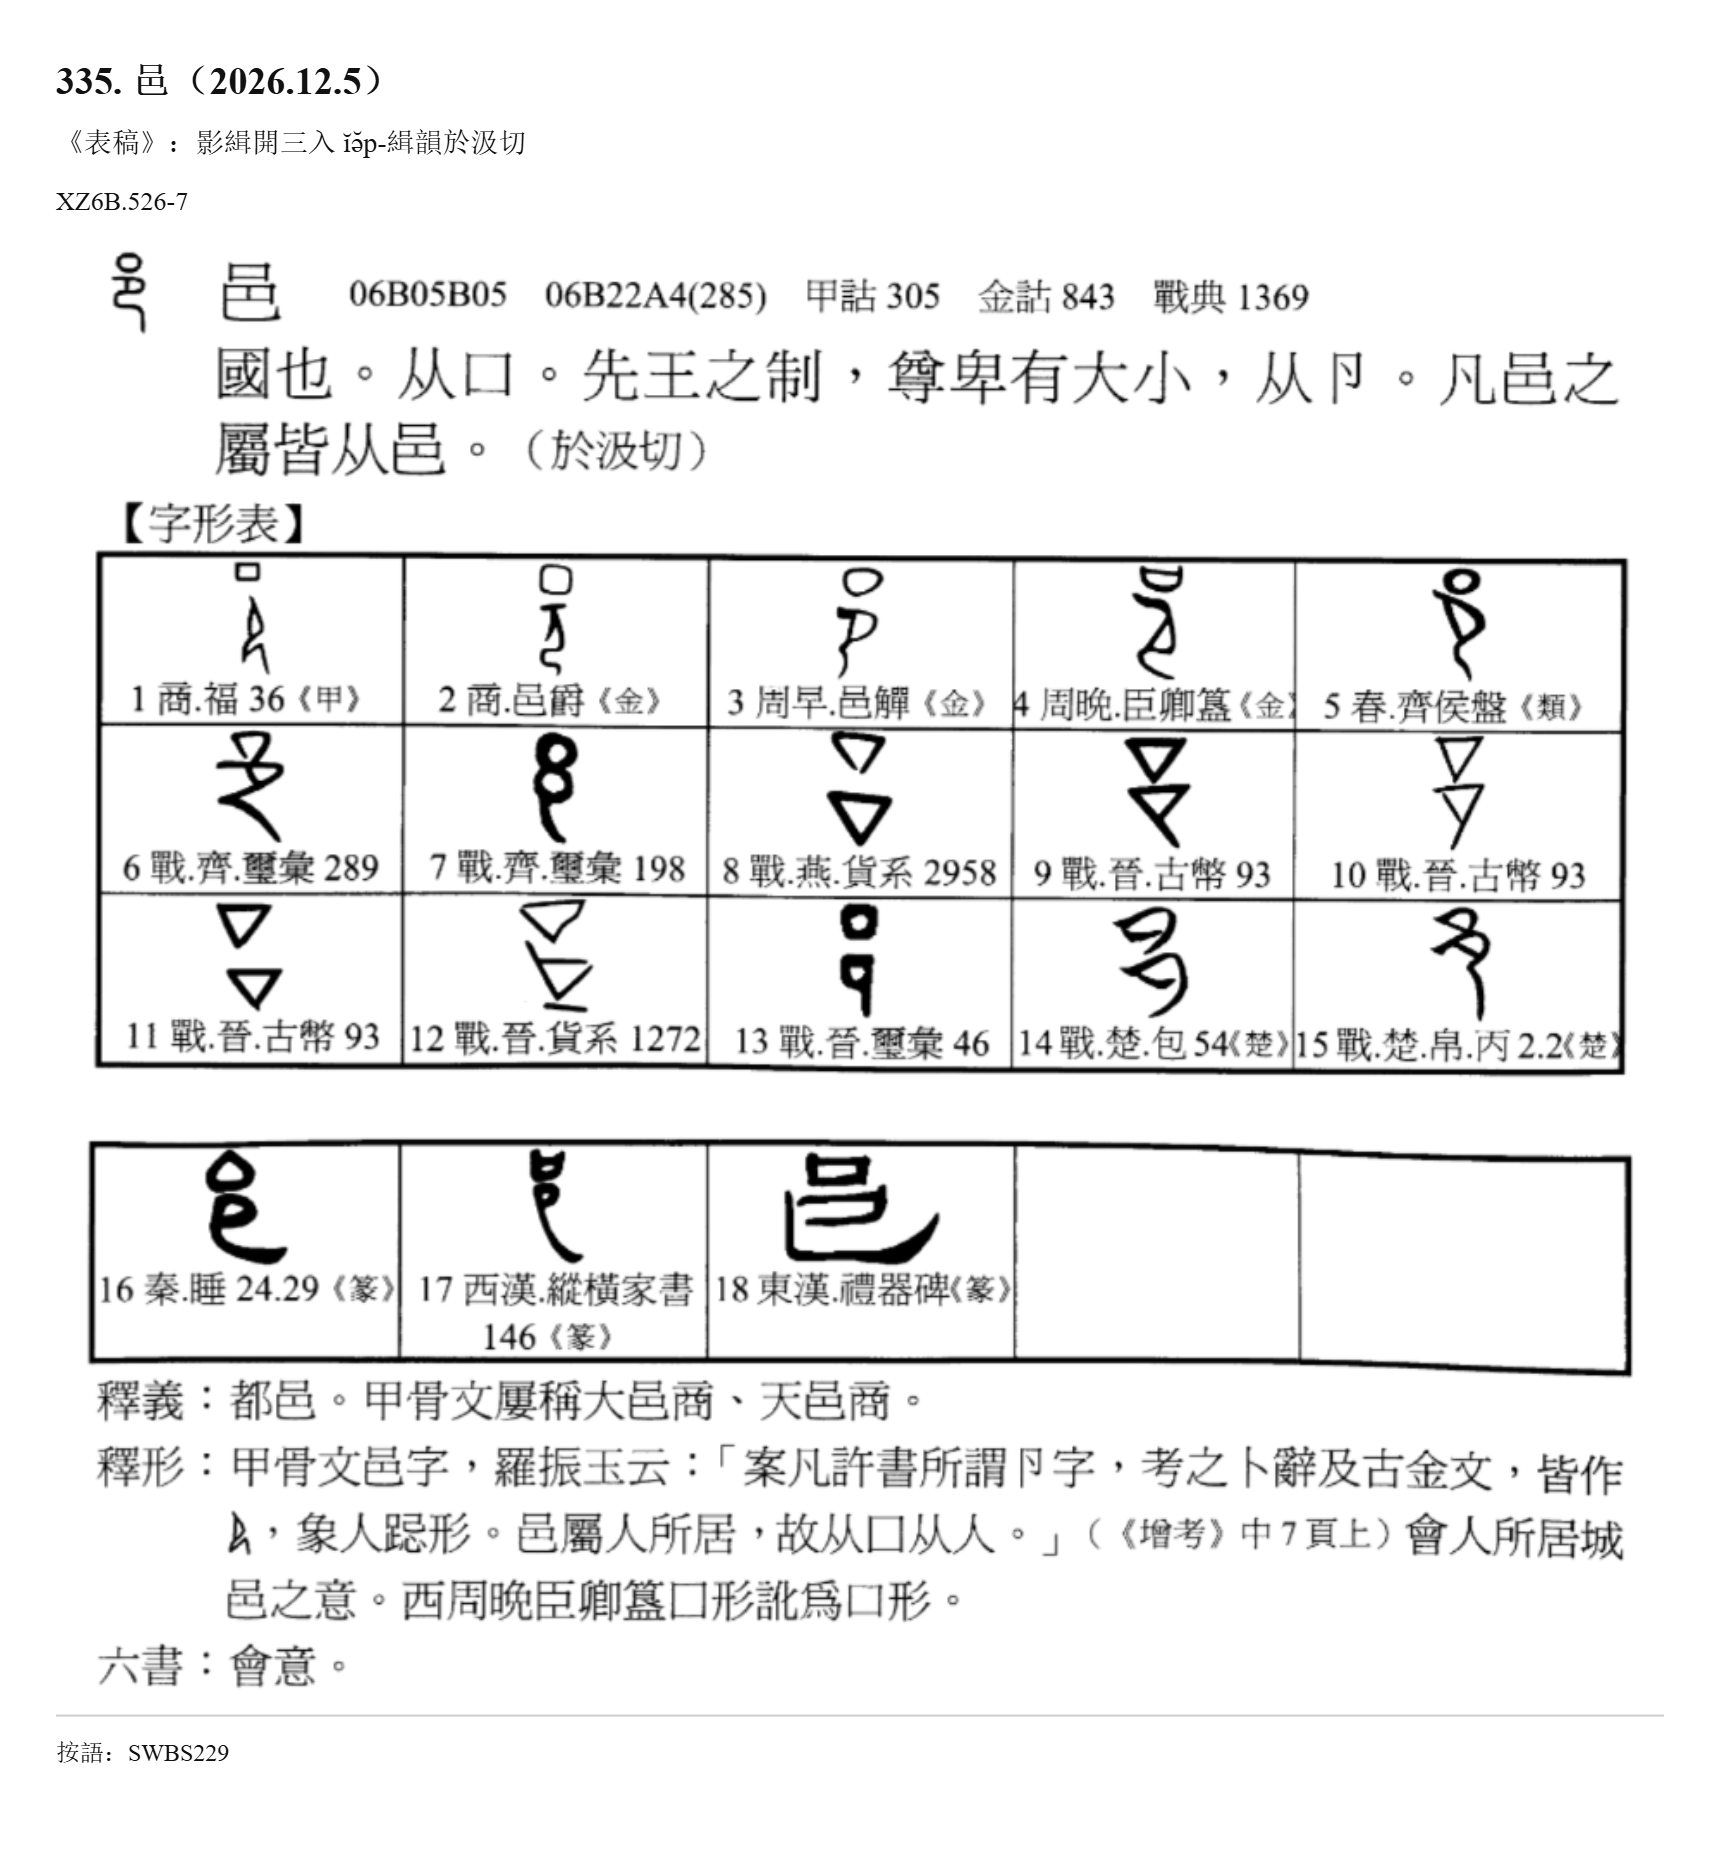 335. 邑（2026.12.5）
《表稿》：影緝開三入 ĭə̆p-緝韻於汲切
XZ6B.526-7
邑 06B05B05 06B22A4(285) 甲詁 305 金詁 843 戰典 1369
國也。从囗。先王之制，尊卑有大小，从卪。凡邑之
屬皆从邑。（於汲切）
【字形表】
1 商.福 36《甲》 2 商.邑爵《金》 3 周早.邑觶《金》 4 周晚.臣卿簋《金》 5 春.齊侯盤《類》
6 戰.齊.璽彙 289 7 戰.齊.璽彙 198 8 戰.燕.貨系 2958 9 戰.晉.古幣 93 10 戰.晉.古幣 93
11 戰.晉.古幣 93 12 戰.晉.貨系 1272 13 戰.晉.璽彙 46 14 戰.楚.包 54《楚》 15 戰.楚.帛.丙 2.2《楚》
16 秦.睡 24.29《篆》 17 西漢.縱橫家書 18 東漢.禮器碑《篆》
146《篆》
釋義：都邑。甲骨文屢稱大邑商、天邑商。
釋形：甲骨文邑字，羅振玉云：「案凡許書所謂卪字，考之卜辭及古金文，皆作
，象人跽形。邑屬人所居，故从囗从人。」（《增考》中 7 頁上）會人所居城
邑之意。西周晚臣卿簋囗形訛爲口形。
六書：會意。
按語：SWBS229